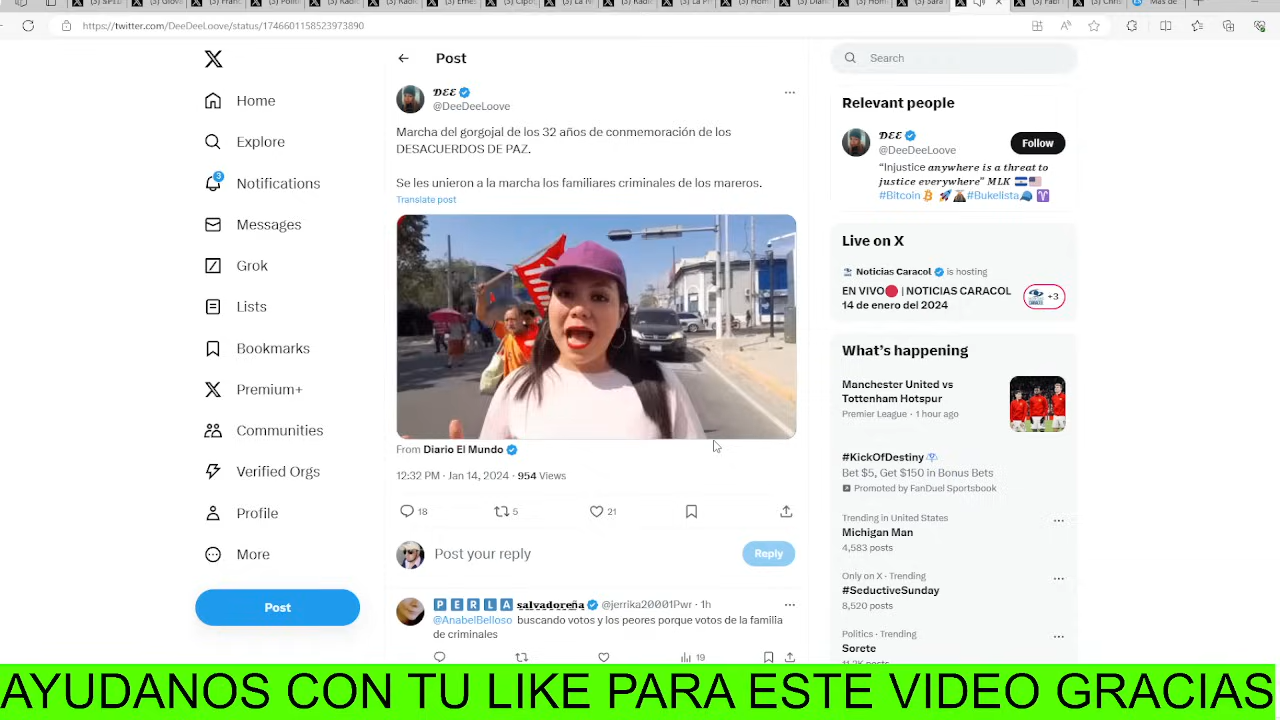 https://twitter.com/DeeDeeLoove/status/1746601158523973890
Home
Explore
3
Notifications
Messages
Grok
Lists
Bookmarks
Premium+
Communities
Verified Orgs
Profile
More
Post
Post
𝑫𝑬𝑬
@DeeDeeLoove
Marcha del gorgojal de los 32 años de conmemoración de los
DESACUERDOS DE PAZ.
Se les unieron a la marcha los familiares criminales de los mareros.
Translate post
From Diario El Mundo
12:32 PM · Jan 14, 2024 · 954 Views
18
5
21
Post your reply
Reply
PERLA salvadoreña @jerrika20001Pwr · 1h
@AnabelBelloso buscando votos y los peores porque votos de la familia
de criminales
19
Search
Relevant people
𝑫𝑬𝑬
@DeeDeeLoove
Follow
“Injustice anywhere is a threat to
justice everywhere” MLK
#Bitcoin #Bukelista
Live on X
Noticias Caracol is hosting
EN VIVO | NOTICIAS CARACOL
14 de enero del 2024
+3
What’s happening
Manchester United vs
Tottenham Hotspur
Premier League · 1 hour ago
#KickOfDestiny
Bet $5, Get $150 in Bonus Bets
Promoted by FanDuel Sportsbook
Trending in United States
Michigan Man
4,583 posts
Only on X · Trending
#SeductiveSunday
8,520 posts
Politics · Trending
Sorete
AYUDANOS CON TU LIKE PARA ESTE VIDEO GRACIAS